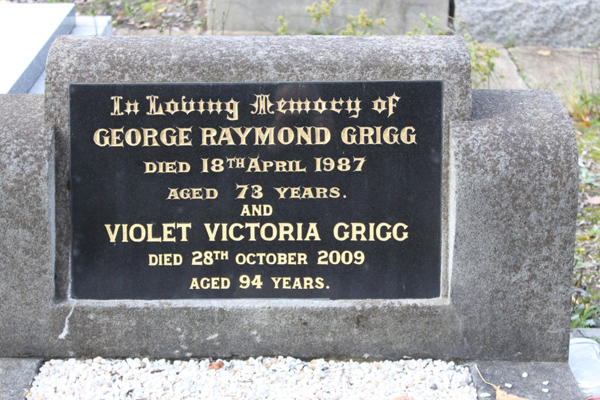 In Loving Memory of
GEORGE RAYMOND GRIGG
DIED 18TH APRIL 1987
AGED 73 YEARS.
AND
VIOLET VICTORIA GRIGG
DIED 28TH OCTOBER 2009
AGED 94 YEARS.